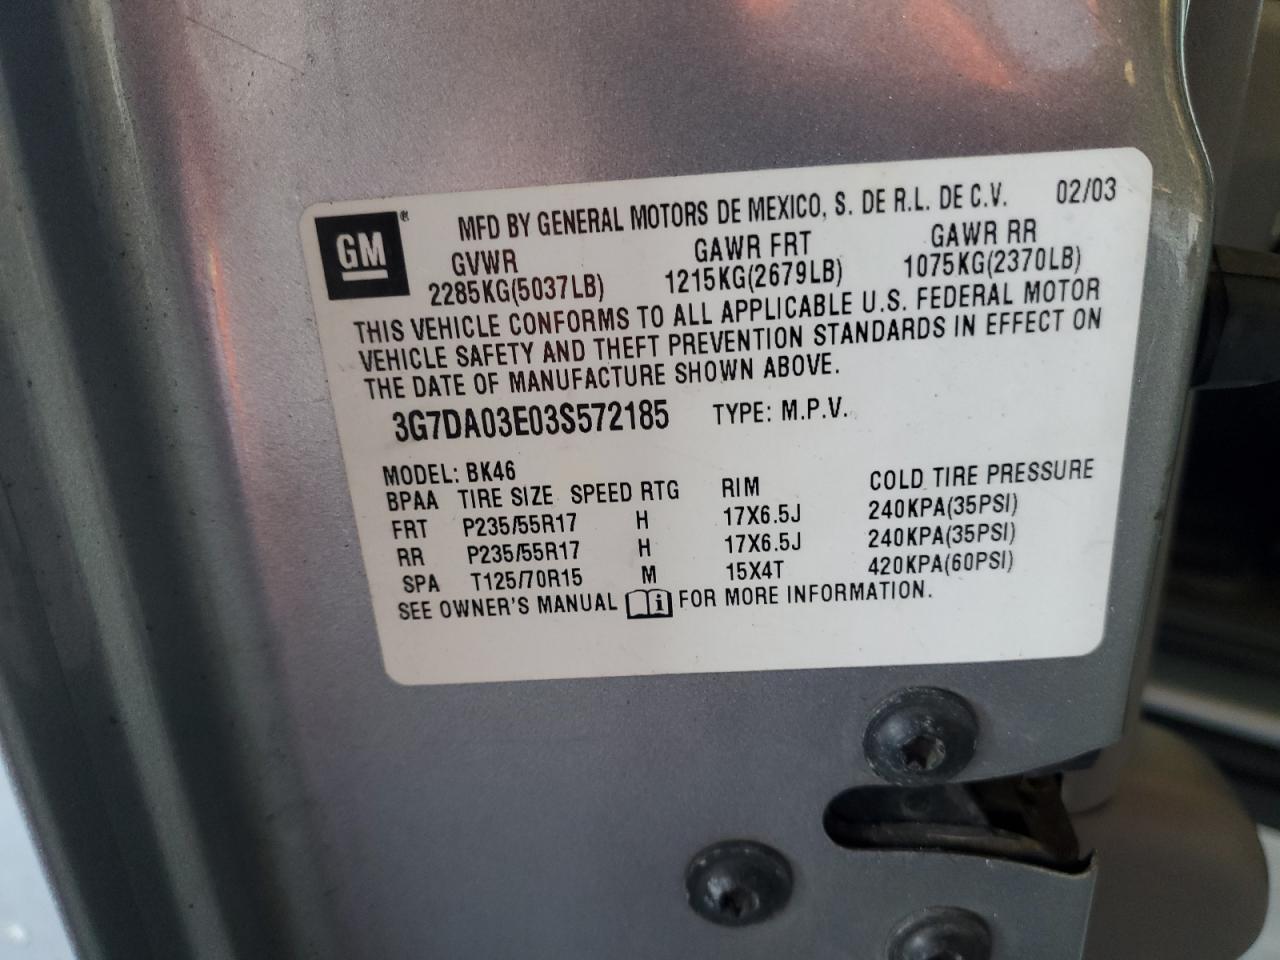 GM ®
MFD BY GENERAL MOTORS DE MEXICO, S. DE R.L. DE C.V. 02/03
GVWR GAWR FRT GAWR RR
2285KG(5037LB) 1215KG(2679LB) 1075KG(2370LB)
THIS VEHICLE CONFORMS TO ALL APPLICABLE U.S. FEDERAL MOTOR
VEHICLE SAFETY AND THEFT PREVENTION STANDARDS IN EFFECT ON
THE DATE OF MANUFACTURE SHOWN ABOVE.
3G7DA03E03S572185 TYPE: M.P.V.
MODEL: BK46
BPAA TIRE SIZE SPEED RTG RIM COLD TIRE PRESSURE
FRT P235/55R17 H 17X6.5J 240KPA(35PSI)
RR P235/55R17 H 17X6.5J 240KPA(35PSI)
SPA T125/70R15 M 15X4T 420KPA(60PSI)
SEE OWNER'S MANUAL i FOR MORE INFORMATION.